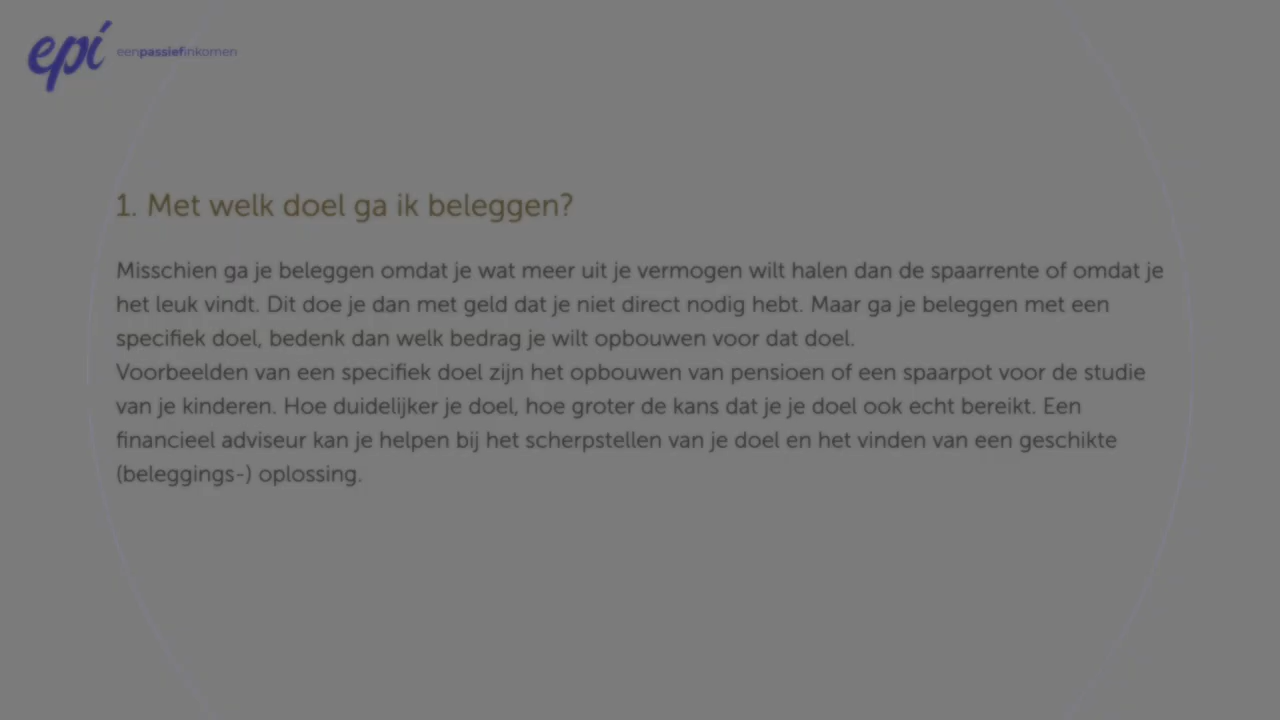 epi eenpassiefinkomen
1. Met welk doel ga ik beleggen?
Misschien ga je beleggen omdat je wat meer uit je vermogen wilt halen dan de spaarrente of omdat je
het leuk vindt. Dit doe je dan met geld dat je niet direct nodig hebt. Maar ga je beleggen met een
specifiek doel, bedenk dan welk bedrag je wilt opbouwen voor dat doel.
Voorbeelden van een specifiek doel zijn het opbouwen van pensioen of een spaarpot voor de studie
van je kinderen. Hoe duidelijker je doel, hoe groter de kans dat je je doel ook echt bereikt. Een
financieel adviseur kan je helpen bij het scherpstellen van je doel en het vinden van een geschikte
(beleggings-) oplossing.